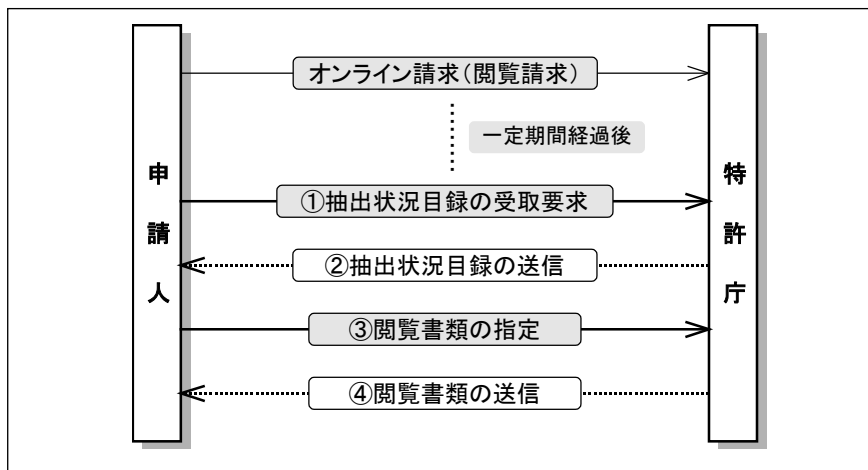 オンライン請求(閲覧請求)
一定期間経過後
申請人
特許庁
①抽出状況目録の受取要求
②抽出状況目録の送信
③閲覧書類の指定
④閲覧書類の送信